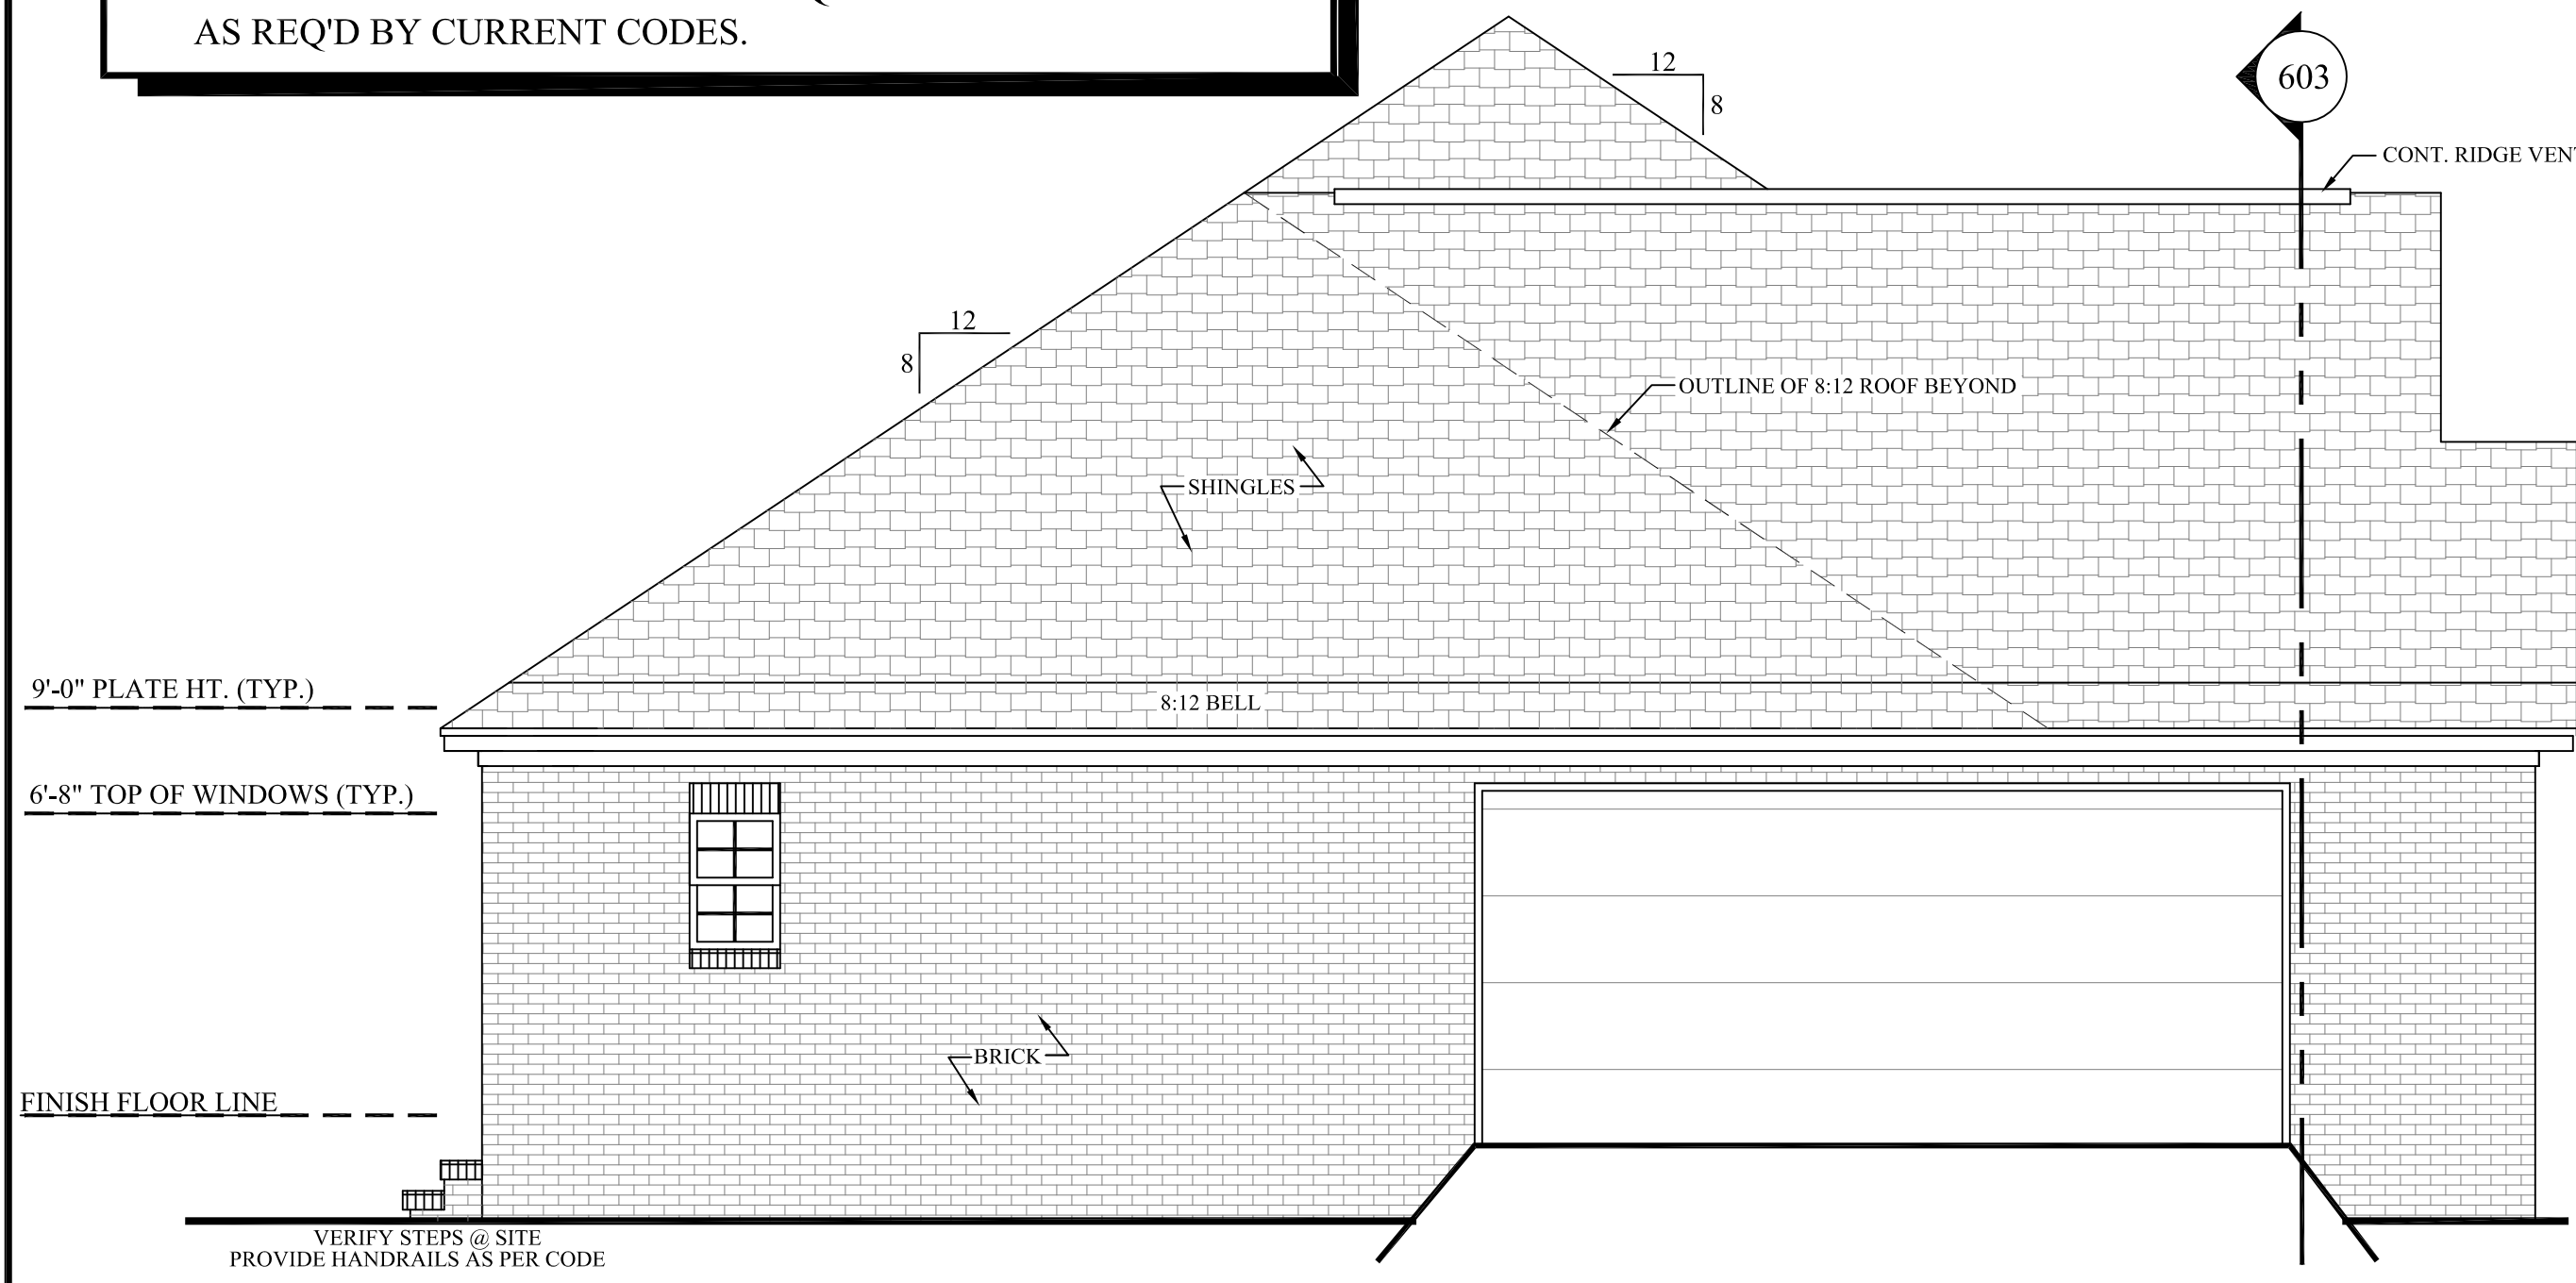 AS REQ'D BY CURRENT CODES.
12
8
603
CONT. RIDGE VENT
12
8
OUTLINE OF 8:12 ROOF BEYOND
SHINGLES
9'-0" PLATE HT. (TYP.)
8:12 BELL
6'-8" TOP OF WINDOWS (TYP.)
BRICK
FINISH FLOOR LINE
VERIFY STEPS @ SITE
PROVIDE HANDRAILS AS PER CODE